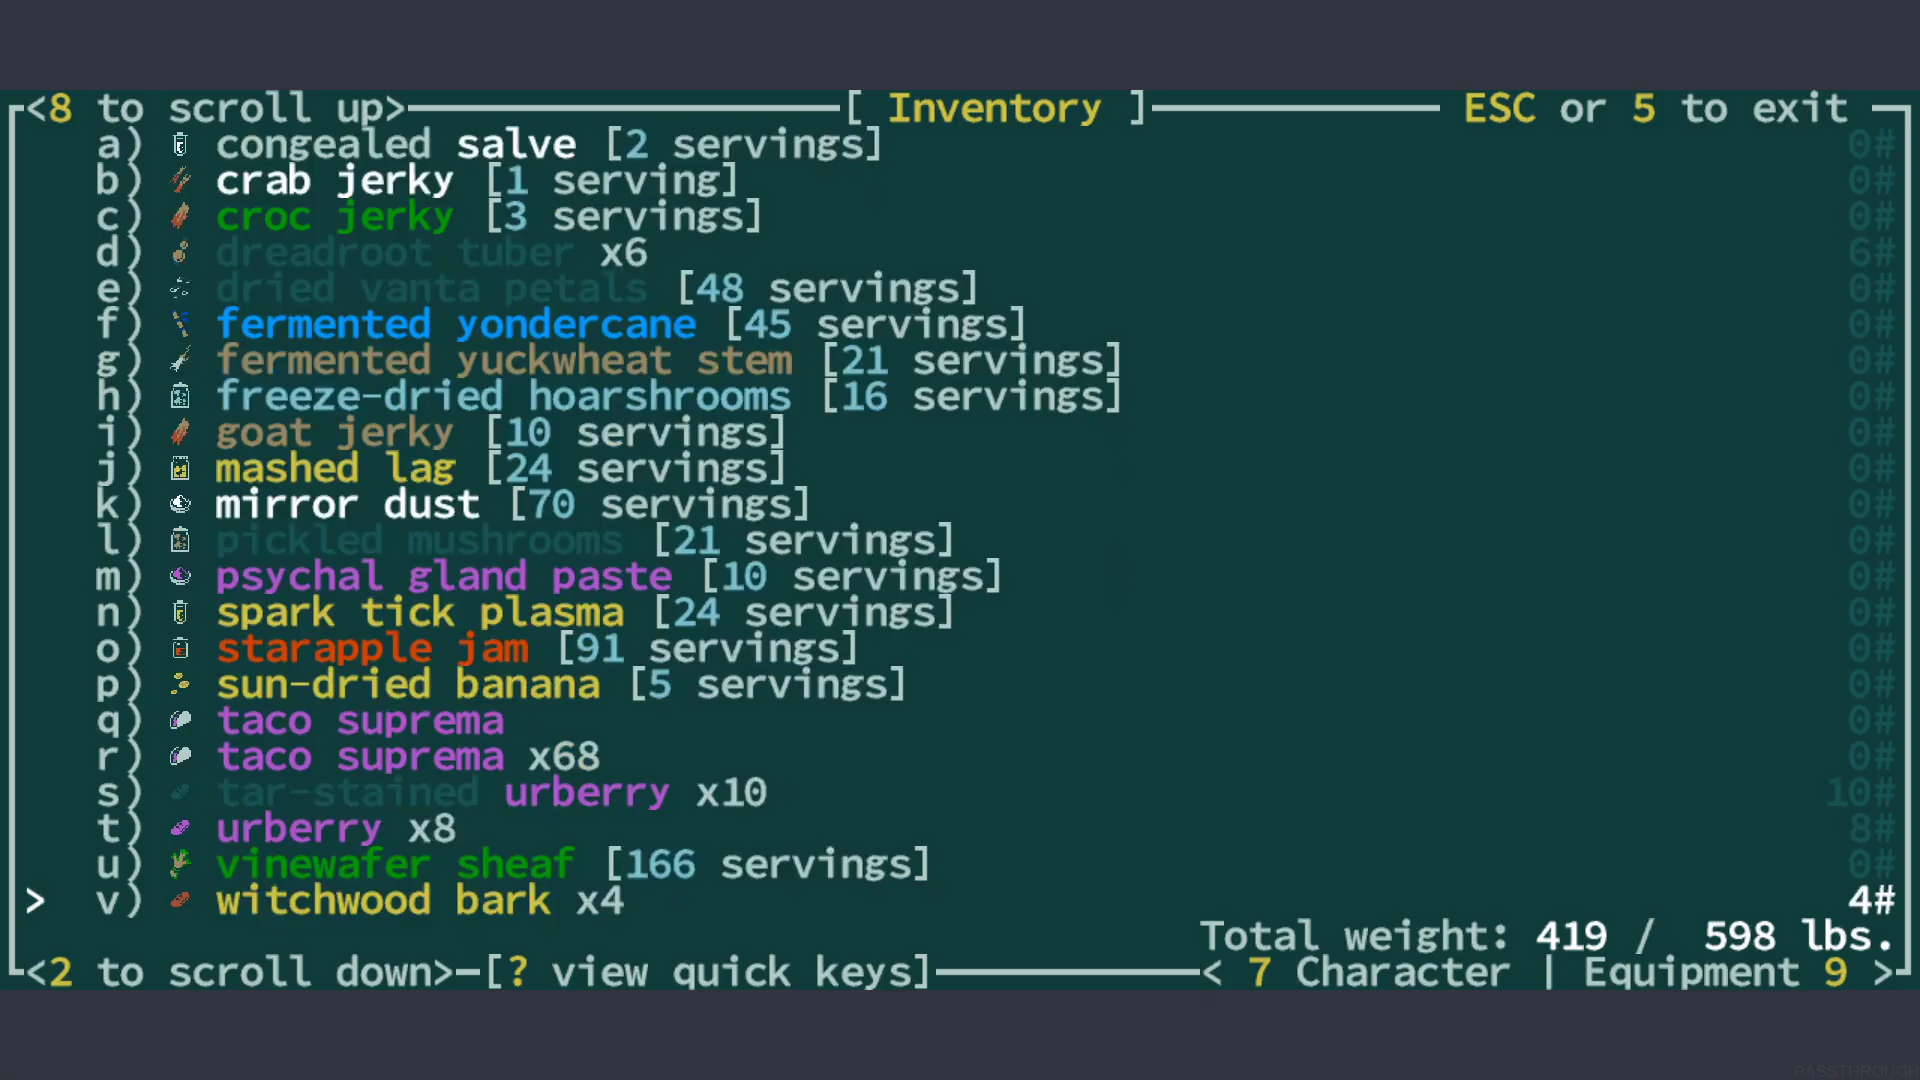 <8 to scroll up> [ Inventory ] ESC or 5 to exit
a) congealed salve [2 servings] 0#
b) crab jerky [1 serving] 0#
c) croc jerky [3 servings] 0#
d) dreadroot tuber x6 6#
e) dried vanta petals [48 servings] 0#
f) fermented yondercane [45 servings] 0#
g) fermented yuckwheat stem [21 servings] 0#
h) freeze-dried hoarshrooms [16 servings] 0#
i) goat jerky [10 servings] 0#
j) mashed lag [24 servings] 0#
k) mirror dust [70 servings] 0#
l) pickled mushrooms [21 servings] 0#
m) psychal gland paste [10 servings] 0#
n) spark tick plasma [24 servings] 0#
o) starapple jam [91 servings] 0#
p) sun-dried banana [5 servings] 0#
q) taco suprema 0#
r) taco suprema x68 0#
s) tar-stained urberry x10 10#
t) urberry x8 8#
u) vinewafer sheaf [166 servings] 0#
> v) witchwood bark x4 4#
Total weight: 419 / 598 lbs.
<2 to scroll down> [? view quick keys] < 7 Character | Equipment 9 >
PASSTHROUGH